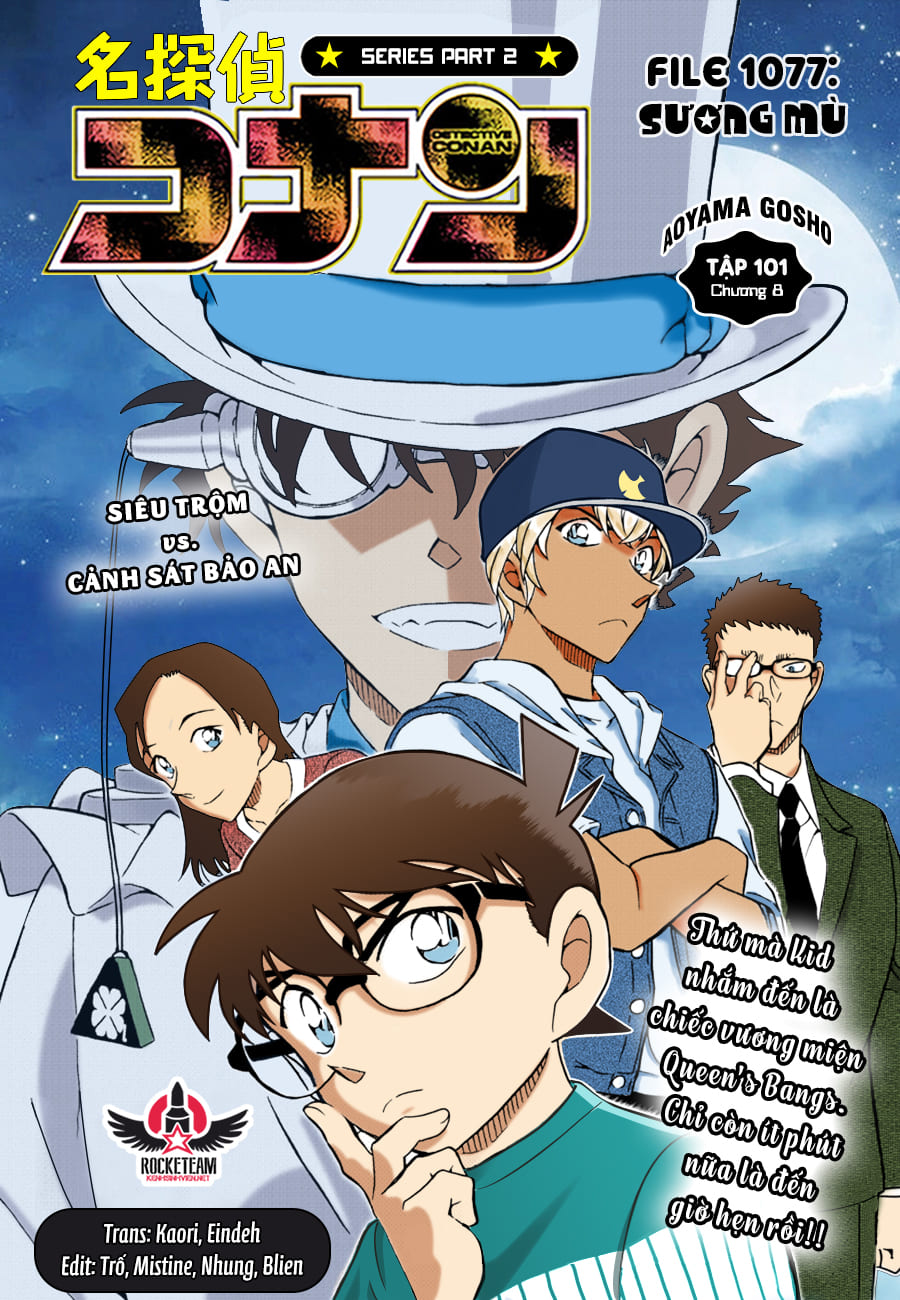 名探偵
SERIES PART 2
コナン
DETECTIVE
CONAN
FILE 1077:
SƯƠNG MÙ
AOYAMA GOSHO
TẬP 101
Chương 8
SIÊU TRỘM
vs.
CẢNH SÁT BẢO AN
Thứ mà Kid
nhắm đến là
chiếc vương miện
Queen's Bangs.
Chỉ còn ít phút
nữa là đến
giờ hẹn rồi!!
ROCKETEAM
KENHSINHVIEN.NET
Trans: Kaori, Eindeh
Edit: Trố, Mistine, Nhung, Blien